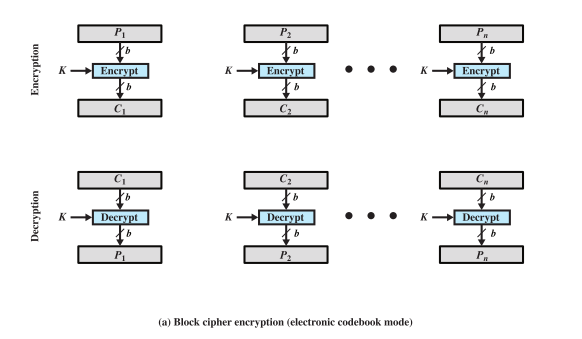 Encryption
P1 P2 Pn
b b b
K Encrypt K Encrypt • • • K Encrypt
b b b
C1 C2 Cn
Decryption
C1 C2 Cn
b b b
K Decrypt K Decrypt • • • K Decrypt
b b b
P1 P2 Pn
(a) Block cipher encryption (electronic codebook mode)